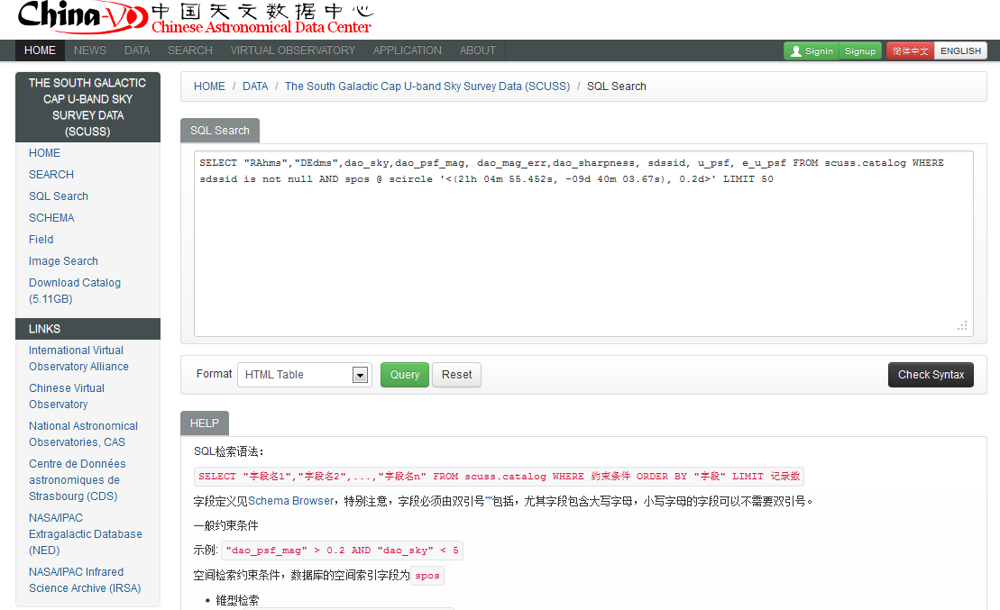 China-VO 中国天文数据中心
Chinese Astronomical Data Center
HOME NEWS DATA SEARCH VIRTUAL OBSERVATORY APPLICATION ABOUT Signin Signup 简体中文 ENGLISH
THE SOUTH GALACTIC
CAP U-BAND SKY
SURVEY DATA
(SCUSS)
HOME
SEARCH
SQL Search
SCHEMA
Field
Image Search
Download Catalog
(5.11GB)
LINKS
International Virtual
Observatory Alliance
Chinese Virtual
Observatory
National Astronomical
Observatories, CAS
Centre de Données
astronomiques de
Strasbourg (CDS)
NASA/IPAC
Extragalactic Database
(NED)
NASA/IPAC Infrared
Science Archive (IRSA)
HOME / DATA / The South Galactic Cap U-band Sky Survey Data (SCUSS) / SQL Search
SQL Search
SELECT "RAhms","DEdms",dao_sky,dao_psf_mag, dao_mag_err,dao_sharpness, sdssid, u_psf, e_u_psf FROM scuss.catalog WHERE
sdssid is not null AND spos @ scircle '<(21h 04m 55.452s, -09d 40m 03.67s), 0.2d>' LIMIT 50
Format HTML Table Query Reset Check Syntax
HELP
SQL检索语法：
SELECT "字段名1","字段名2",...,"字段名n" FROM scuss.catalog WHERE 约束条件 ORDER BY "字段" LIMIT 记录数
字段定义见Schema Browser，特别注意，字段必须由双引号""包括，尤其字段包含大写字母，小写字母的字段可以不需要双引号。
一般约束条件
示例: "dao_psf_mag" > 0.2 AND "dao_sky" < 5
空间检索约束条件，数据库的空间索引字段为 spos
• 锥型检索